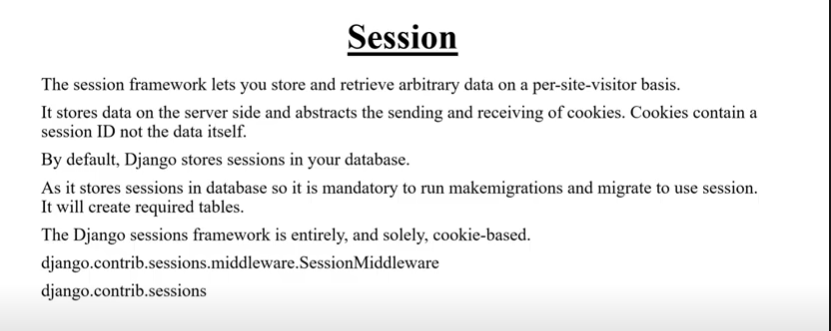 Session
The session framework lets you store and retrieve arbitrary data on a per-site-visitor basis.
It stores data on the server side and abstracts the sending and receiving of cookies. Cookies contain a
session ID not the data itself.
By default, Django stores sessions in your database.
As it stores sessions in database so it is mandatory to run makemigrations and migrate to use session.
It will create required tables.
The Django sessions framework is entirely, and solely, cookie-based.
django.contrib.sessions.middleware.SessionMiddleware
django.contrib.sessions